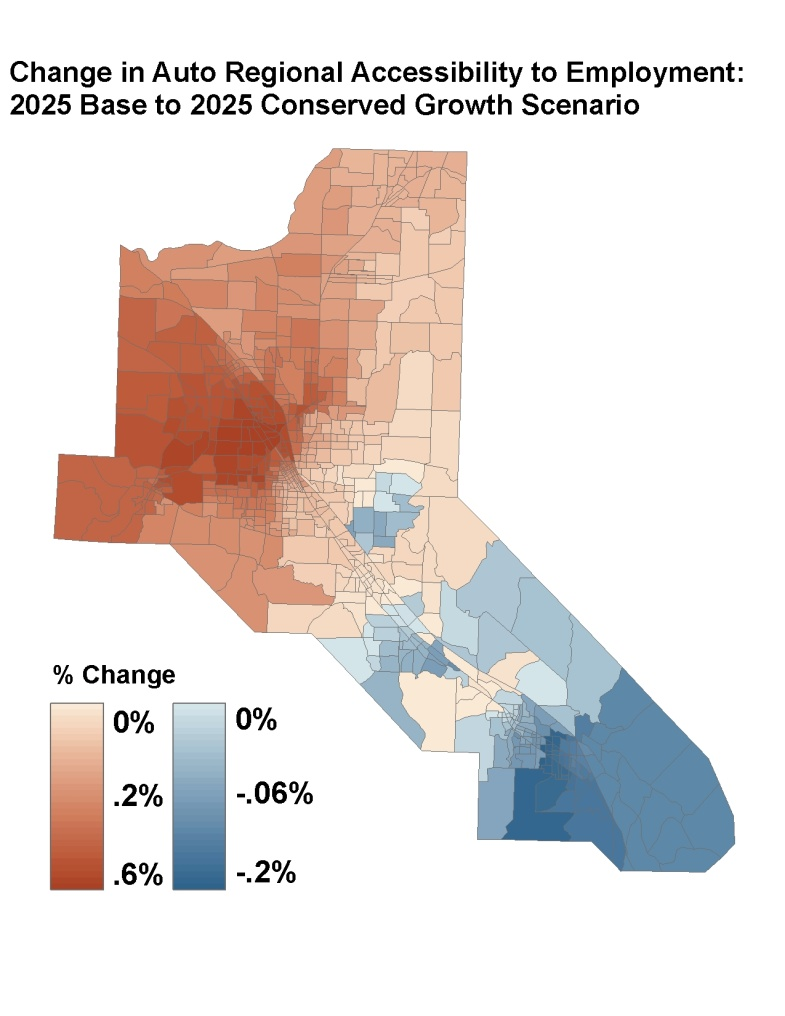 Change in Auto Regional Accessibility to Employment:
2025 Base to 2025 Conserved Growth Scenario
% Change
0%
0%
.2%
-.06%
.6%
-.2%